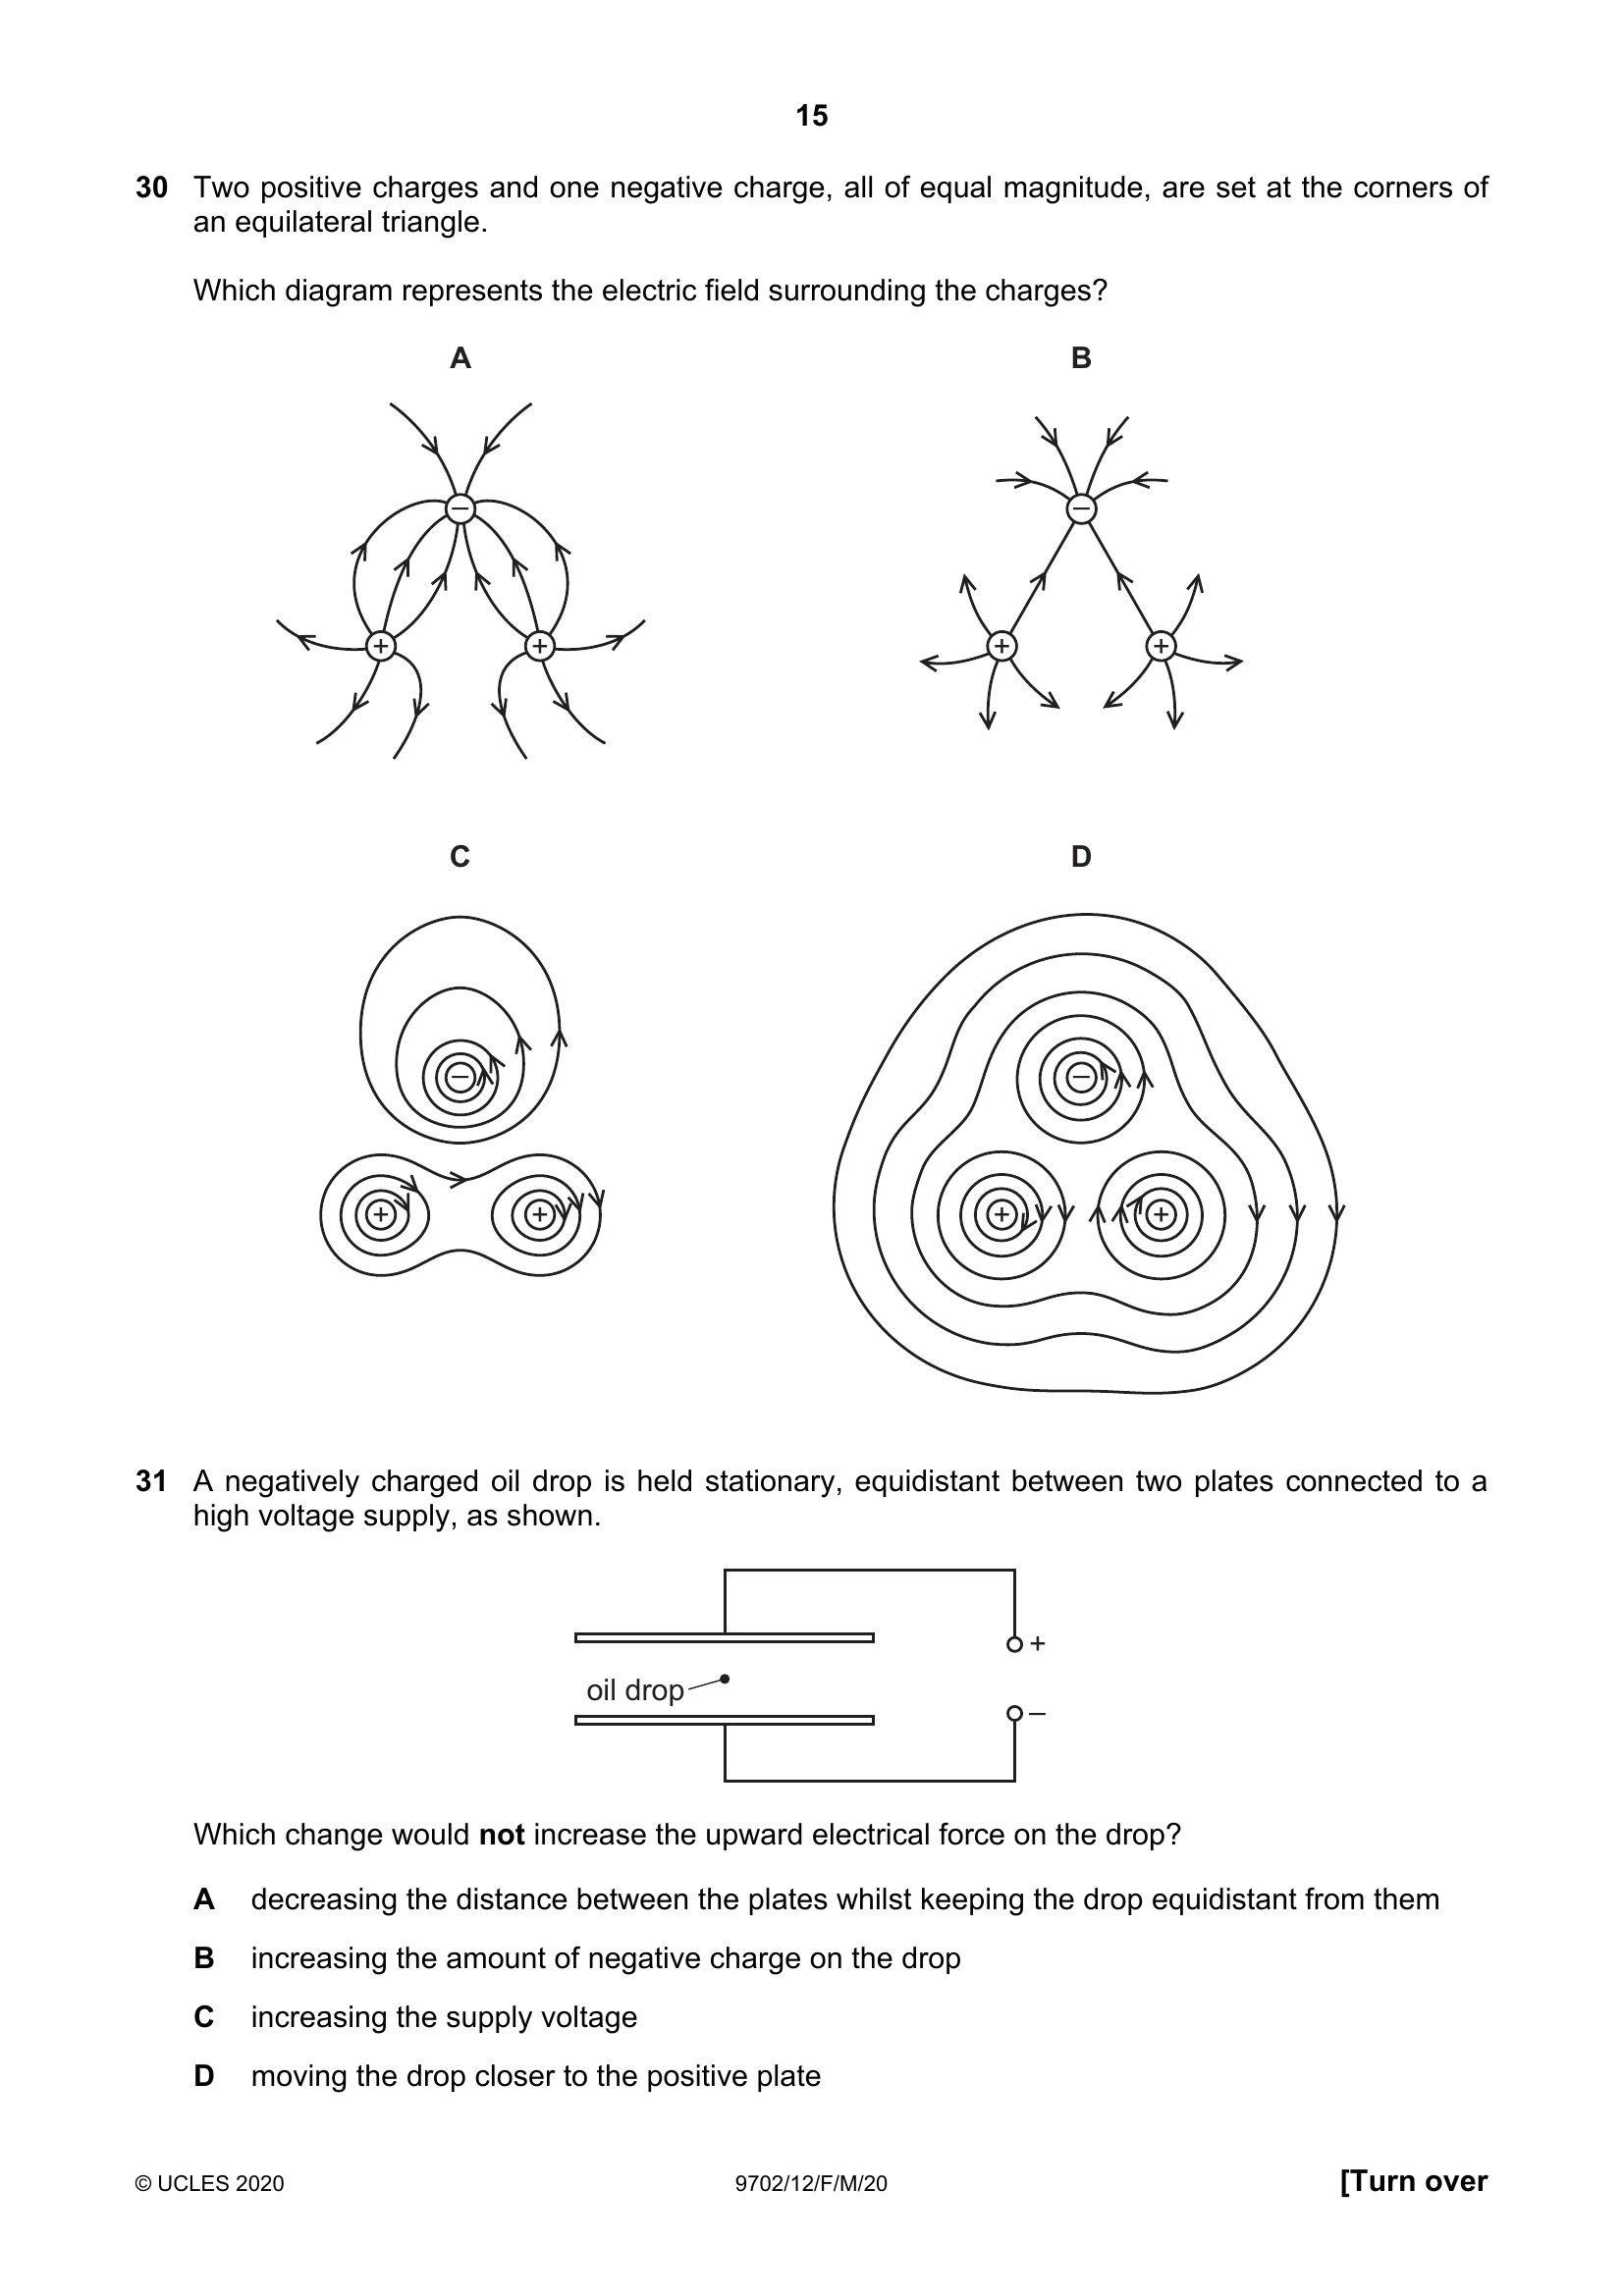 15
30 Two positive charges and one negative charge, all of equal magnitude, are set at the corners of
an equilateral triangle.
Which diagram represents the electric field surrounding the charges?
A B
−
−
+ +
+ +
C D
−
−
+ +
+ +
31 A negatively charged oil drop is held stationary, equidistant between two plates connected to a
high voltage supply, as shown.
+
oil drop
–
Which change would not increase the upward electrical force on the drop?
A decreasing the distance between the plates whilst keeping the drop equidistant from them
B increasing the amount of negative charge on the drop
C increasing the supply voltage
D moving the drop closer to the positive plate
© UCLES 2020 9702/12/F/M/20 [Turn over